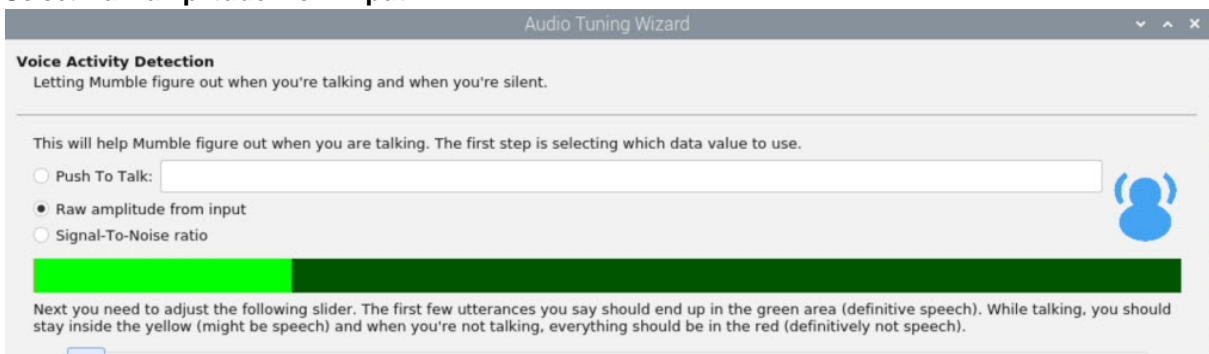 Audio Tuning Wizard
Voice Activity Detection
Letting Mumble figure out when you're talking and when you're silent.
This will help Mumble figure out when you are talking. The first step is selecting which data value to use.
Push To Talk:
Raw amplitude from input
Signal-To-Noise ratio
Next you need to adjust the following slider. The first few utterances you say should end up in the green area (definitive speech). While talking, you should
stay inside the yellow (might be speech) and when you're not talking, everything should be in the red (definitively not speech).